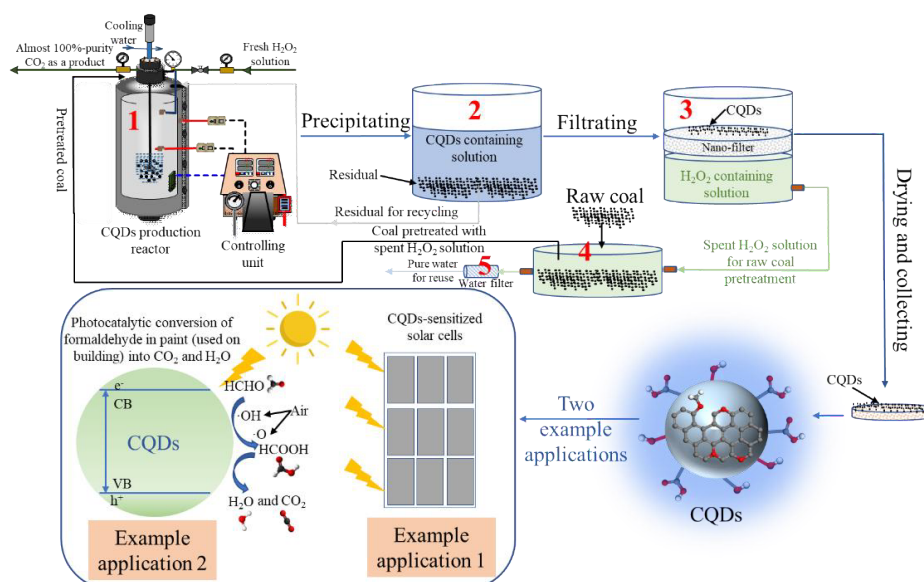 Cooling
water
Almost 100%-purity
CO₂ as a product
Fresh H₂O₂
solution
Pretreated coal
1
CQDs production
reactor
Controlling
unit
Precipitating
2
CQDs containing
solution
Residual
Residual for recycling
Filtrating
3
CQDs
Nano-filter
H₂O₂ containing
solution
Drying and collecting
Raw coal
Coal pretreated with
spent H₂O₂ solution
4
Spent H₂O₂ solution
for raw coal
pretreatment
5
Pure water
for reuse
Water filter
CQDs
CQDs
Two
example
applications
Photocatalytic conversion of
formaldehyde in paint (used on
building) into CO₂ and H₂O
e⁻
CB
CQDs
VB
h⁺
HCHO
·OH
Air
·O
HCOOH
H₂O and CO₂
Example
application 2
CQDs-sensitized
solar cells
Example
application 1